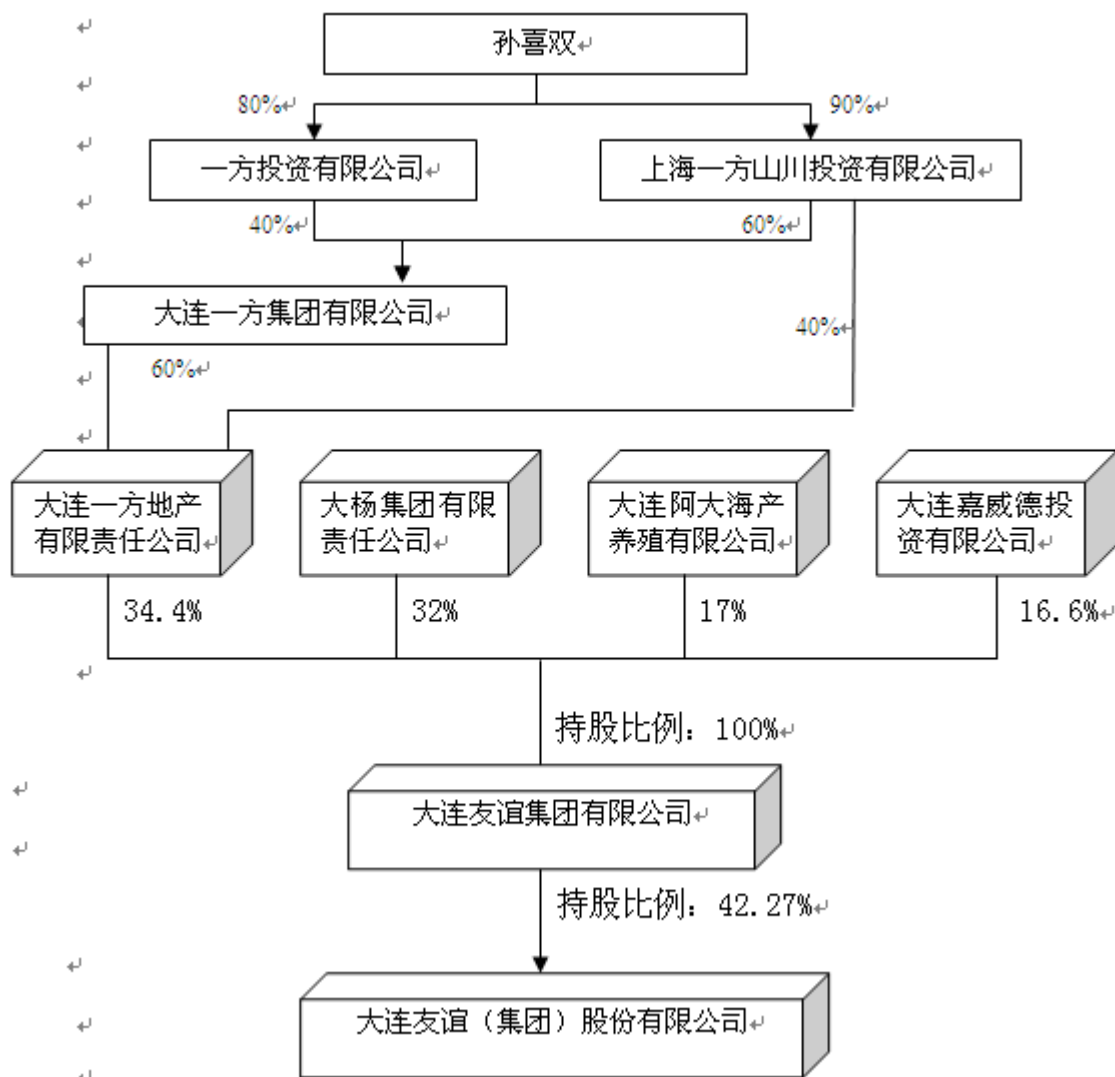 孙喜双
80%
90%
一方投资有限公司
上海一方山川投资有限公司
40%
60%
大连一方集团有限公司
40%
60%
大连一方地产
有限责任公司
大杨集团有限
责任公司
大连阿大海产
养殖有限公司
大连嘉威德投
资有限公司
34.4%
32%
17%
16.6%
持股比例：100%
大连友谊集团有限公司
持股比例：42.27%
大连友谊（集团）股份有限公司